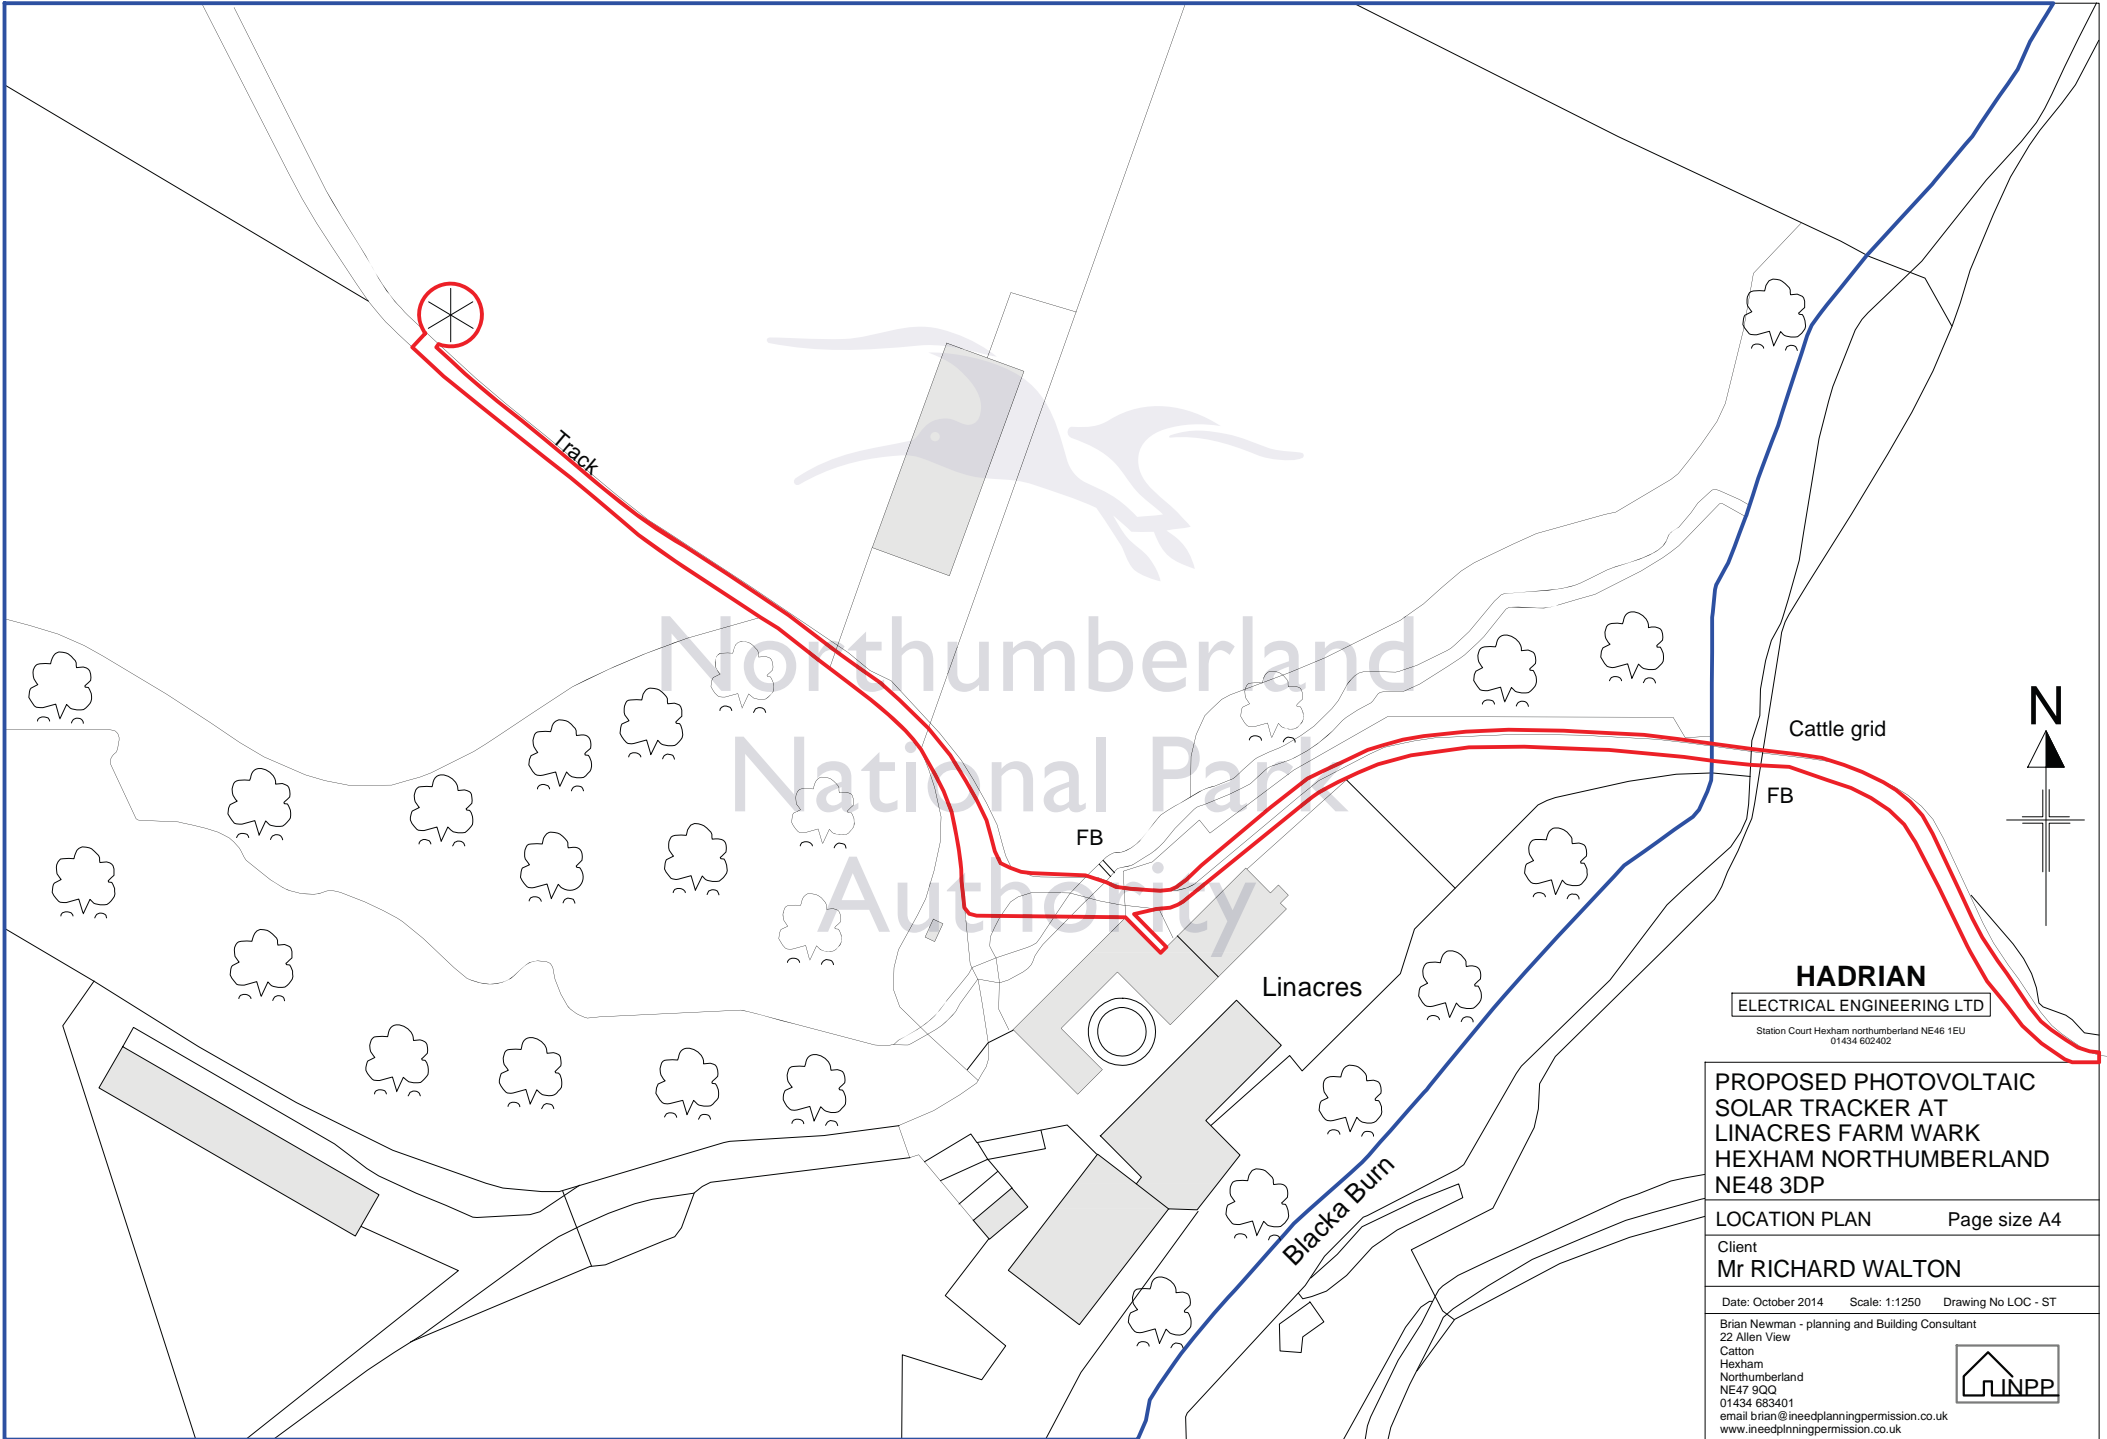 Track
Northumberland
National Park
Authority
FB
Linacres
Blacka Burn
Cattle grid
FB
N
HADRIAN
ELECTRICAL ENGINEERING LTD
Station Court Hexham northumberland NE46 1EU
01434 602402
PROPOSED PHOTOVOLTAIC
SOLAR TRACKER AT
LINACRES FARM WARK
HEXHAM NORTHUMBERLAND
NE48 3DP
LOCATION PLAN Page size A4
Client
Mr RICHARD WALTON
Date: October 2014 Scale: 1:1250 Drawing No LOC - ST
Brian Newman - planning and Building Consultant
22 Allen View
Catton
Hexham
Northumberland
NE47 9QQ
01434 683401
email brian@ineedplanningpermission.co.uk
www.ineedplnningpermission.co.uk
INPP